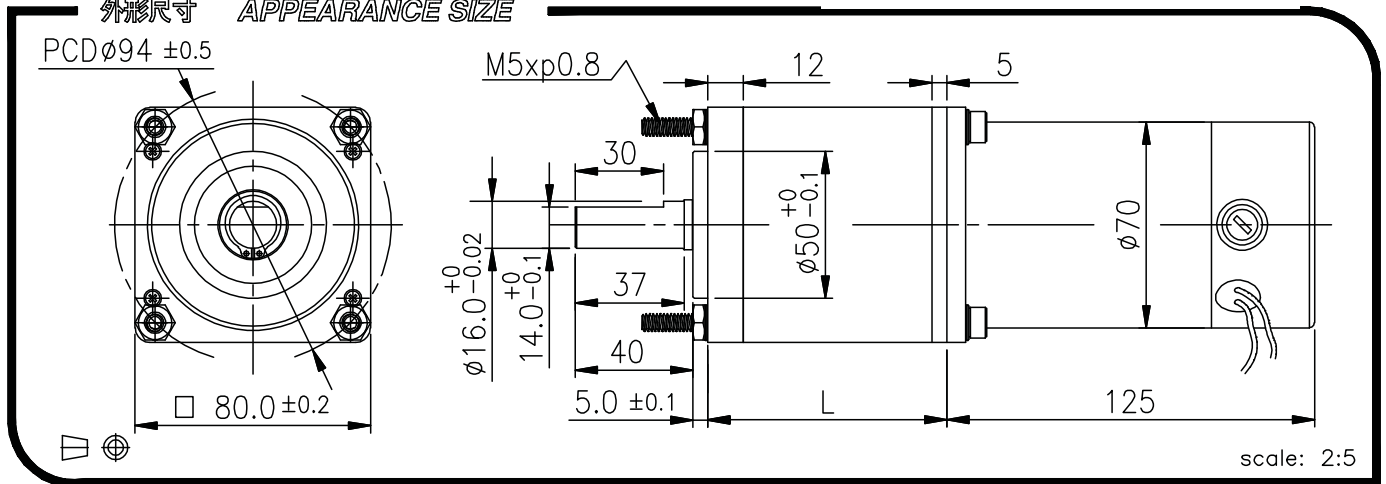 外形尺寸 APPEARANCE SIZE
PCDø94 ±0.5
M5xp0.8
12
5
30
ø16.0 +0 -0.02
14.0 +0 -0.1
37
40
5.0 ±0.1
ø50 +0 -0.1
ø70
□ 80.0 ±0.2
L
125
scale: 2:5